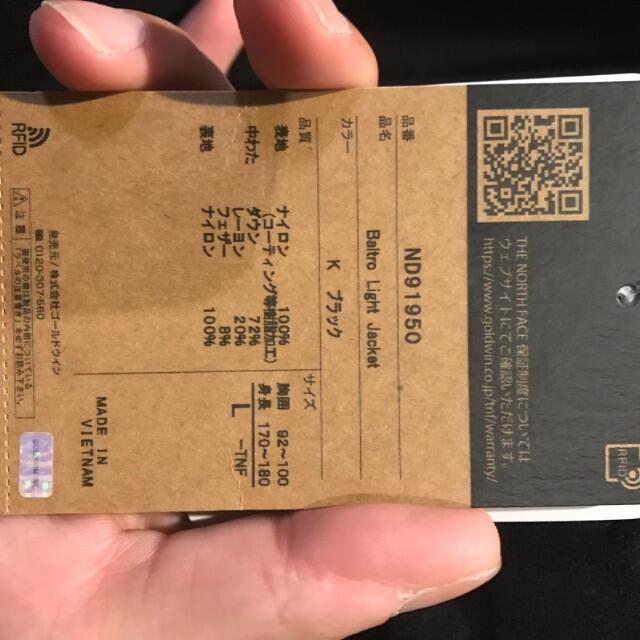 THE NORTH FACE 保証制度については
ウェブサイトにてご確認いただけます。
https://www.goldwin.co.jp/tnf/warranty/
RFID
品番 ND91950
品名 Baltro Light Jacket
カラー K ブラック
品質
表地 ナイロン 100%
(コーティング等樹脂加工)
中わた ダウン 72%
レーヨン 20%
フェザー 8%
裏地 ナイロン 100%
サイズ
胸囲 92~100
身長 170~180
L -TNF
MADE IN
VIETNAM
RFID
発売元/株式会社ゴールドウイン
0120-307-560
注意